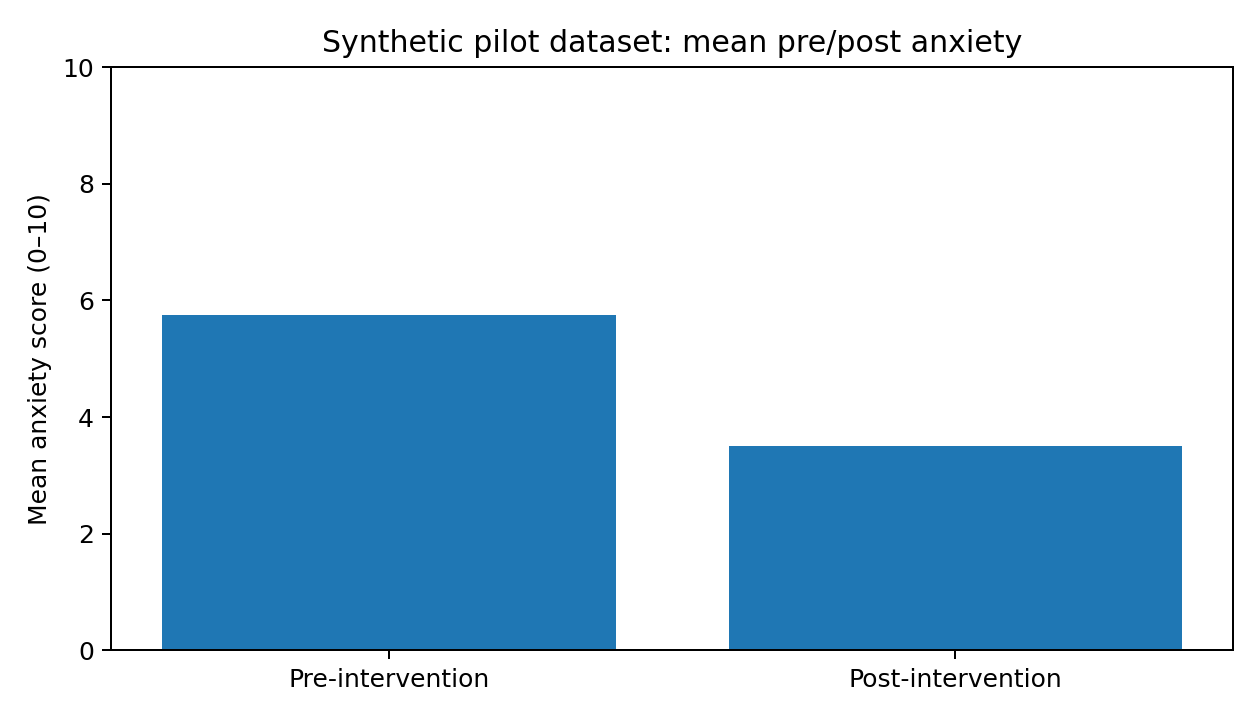 Synthetic pilot dataset: mean pre/post anxiety
Mean anxiety score (0–10)
10
8
6
4
2
0
Pre-intervention
Post-intervention